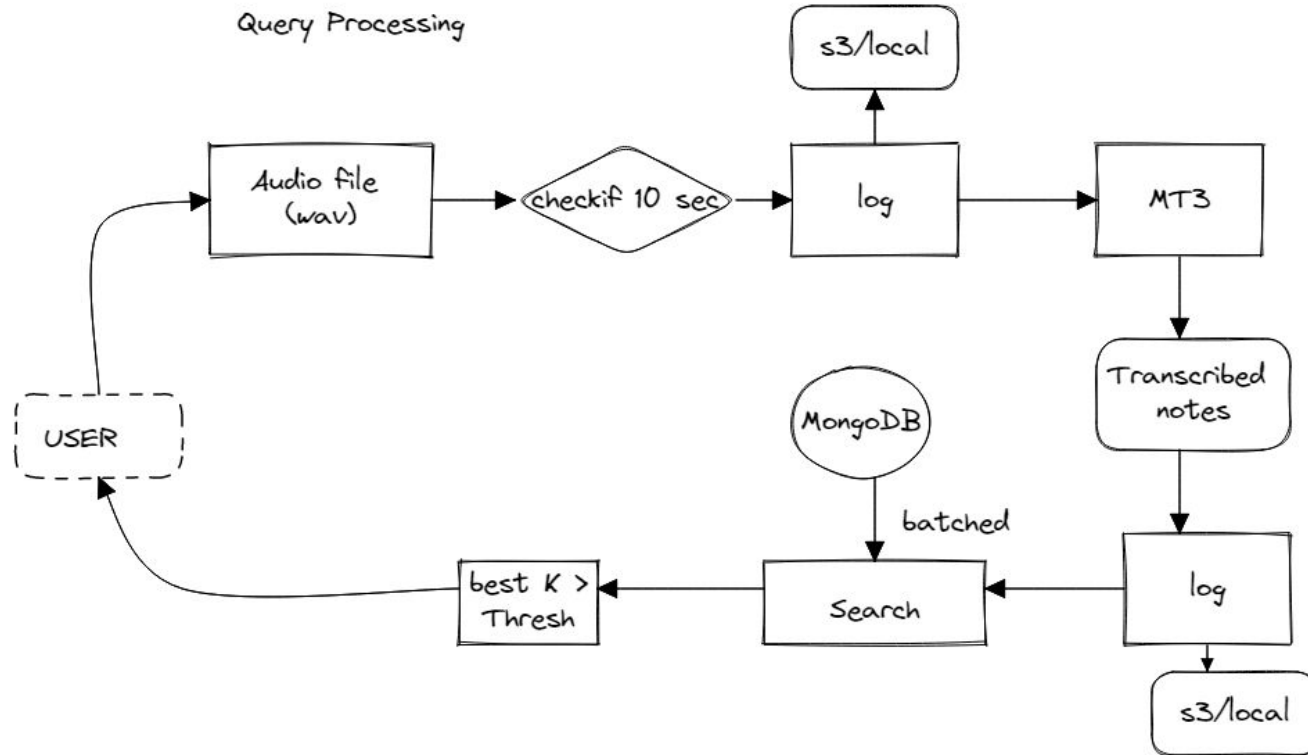 Query Processing
s3/local
Audio file
(wav)
checkif 10 sec
log
MT3
Transcribed
notes
USER
MongoDB
batched
best K >
Thresh
Search
log
s3/local